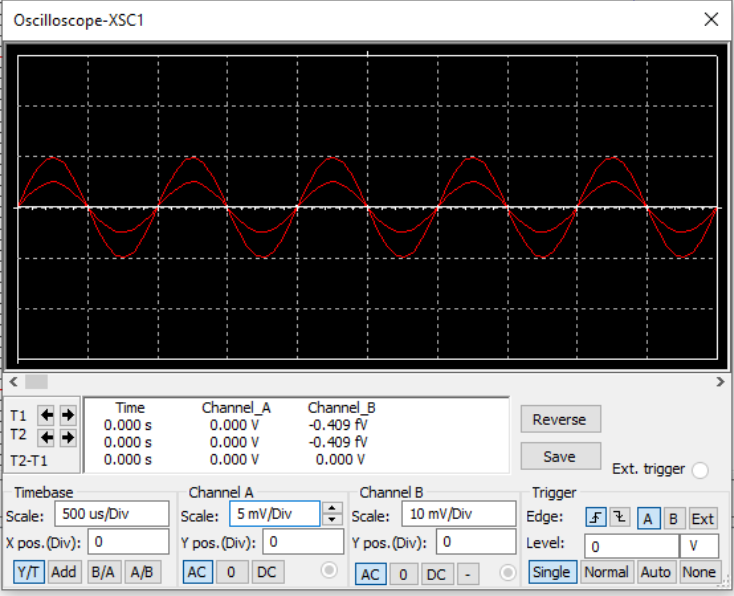 Oscilloscope-XSC1
Time Channel_A Channel_B
T1 0.000 s 0.000 V -0.409 fV
T2 0.000 s 0.000 V -0.409 fV
T2-T1 0.000 s 0.000 V 0.000 V
Reverse
Save
Ext. trigger
Timebase
Scale: 500 us/Div
X pos.(Div): 0
Y/T Add B/A A/B
Channel A
Scale: 5 mV/Div
Y pos.(Div): 0
AC 0 DC
Channel B
Scale: 10 mV/Div
Y pos.(Div): 0
AC 0 DC -
Trigger
Edge: A B Ext
Level: 0 V
Single Normal Auto None